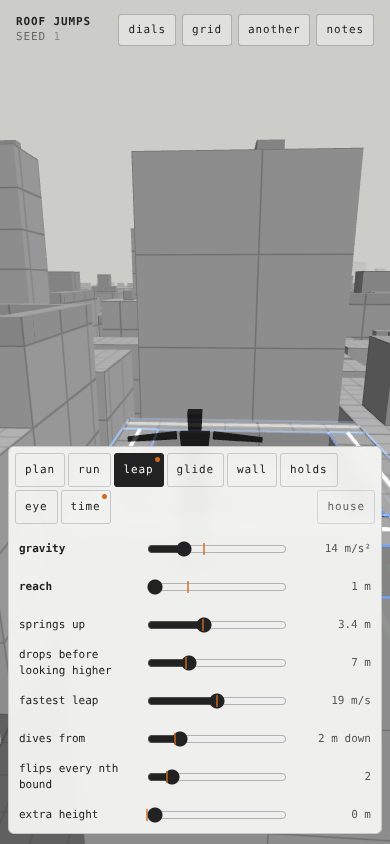 ROOF JUMPS
SEED 1
dials
grid
another
notes
plan
run
leap
glide
wall
holds
eye
time
house
gravity 14 m/s²
reach 1 m
springs up 3.4 m
drops before
looking higher 7 m
fastest leap 19 m/s
dives from 2 m down
flips every nth
bound 2
extra height 0 m